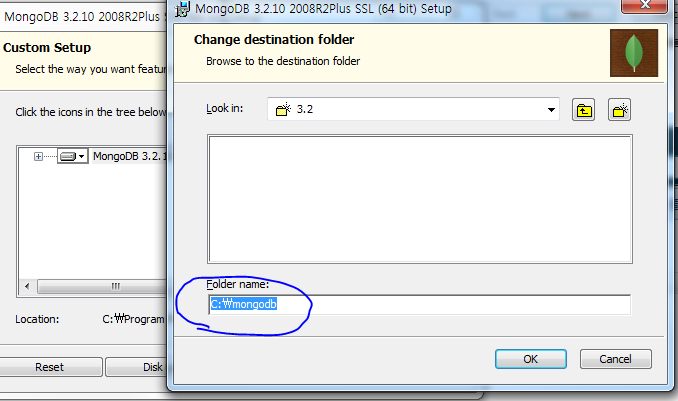 MongoDB 3.2.10 2008R2Plus S
Custom Setup
Select the way you want featur
Click the icons in the tree below
MongoDB 3.2.1
Location:
C:₩Program
Reset
Disk
MongoDB 3.2.10 2008R2Plus SSL (64 bit) Setup
Change destination folder
Browse to the destination folder
Look in:
3.2
Folder name:
C:₩mongodb
OK
Cancel